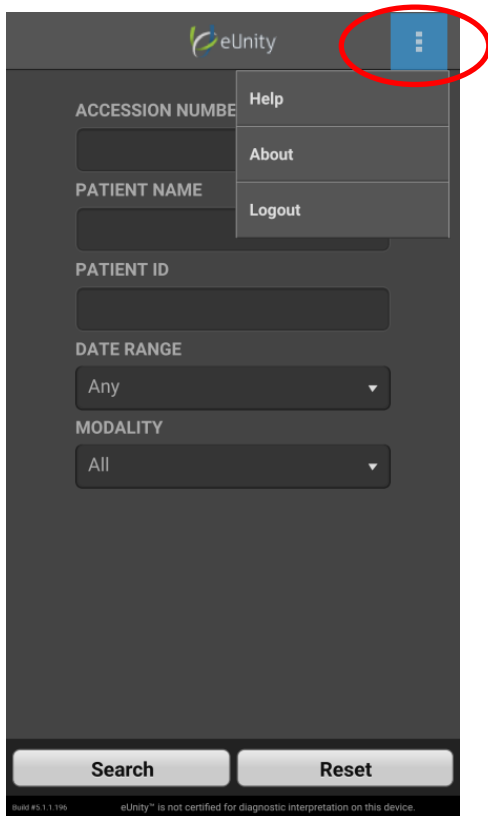 eUnity
Help
ACCESSION NUMBE
About
PATIENT NAME
Logout
PATIENT ID
DATE RANGE
Any
MODALITY
All
Search Reset
Build #5.1.1.196 eUnity™ is not certified for diagnostic interpretation on this device.